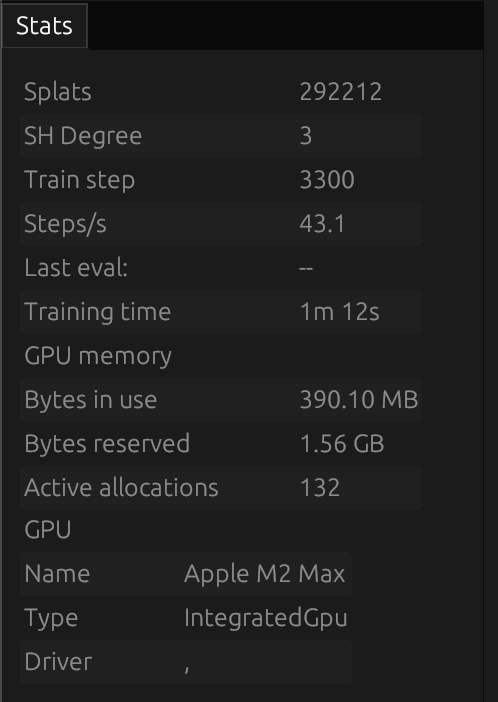 Stats
Splats 292212
SH Degree 3
Train step 3300
Steps/s 43.1
Last eval: --
Training time 1m 12s
GPU memory
Bytes in use 390.10 MB
Bytes reserved 1.56 GB
Active allocations 132
GPU
Name Apple M2 Max
Type IntegratedGpu
Driver ,